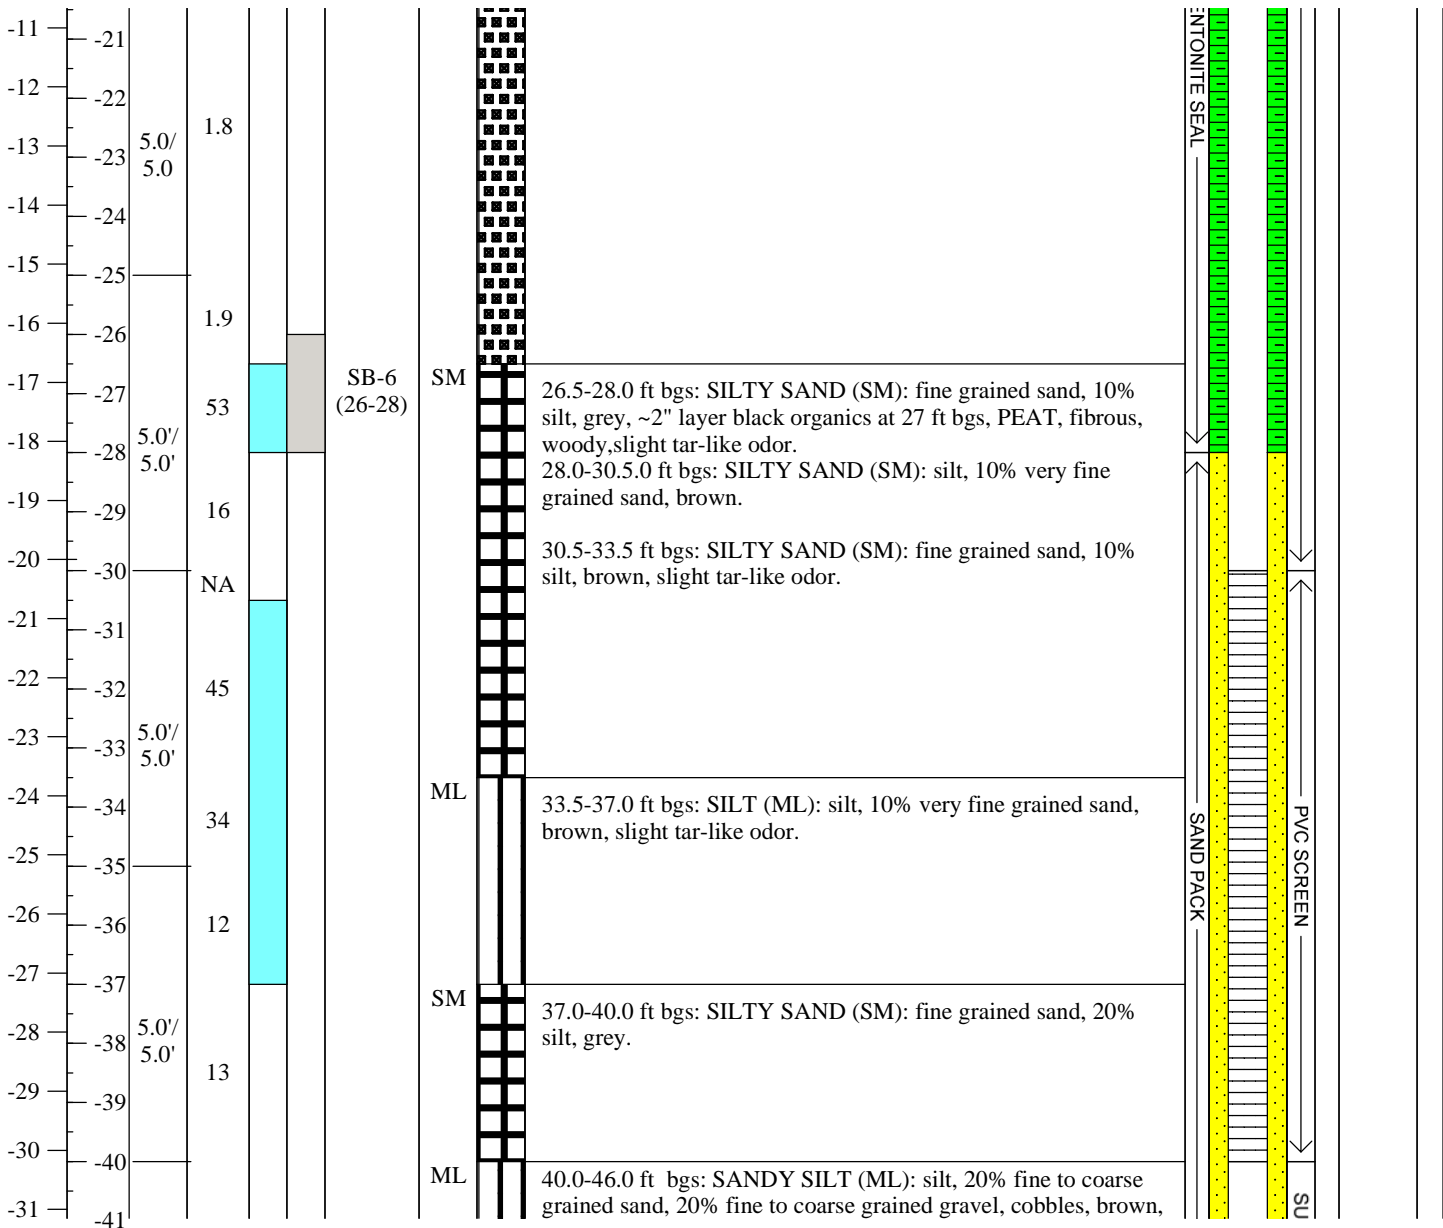 -11
-12
-13
-14
-15
-16
-17
-18
-19
-20
-21
-22
-23
-24
-25
-26
-27
-28
-29
-30
-31
-21
-22
-23
-24
-25
-26
-27
-28
-29
-30
-31
-32
-33
-34
-35
-36
-37
-38
-39
-40
-41
5.0/
5.0
5.0'/
5.0'
5.0'/
5.0'
5.0'/
5.0'
1.8
1.9
53
16
NA
45
34
12
13
SB-6
(26-28)
SM
ML
SM
ML
26.5-28.0 ft bgs: SILTY SAND (SM): fine grained sand, 10%
silt, grey, ~2" layer black organics at 27 ft bgs, PEAT, fibrous,
woody,slight tar-like odor.
28.0-30.5.0 ft bgs: SILTY SAND (SM): silt, 10% very fine
grained sand, brown.
30.5-33.5 ft bgs: SILTY SAND (SM): fine grained sand, 10%
silt, brown, slight tar-like odor.
33.5-37.0 ft bgs: SILT (ML): silt, 10% very fine grained sand,
brown, slight tar-like odor.
37.0-40.0 ft bgs: SILTY SAND (SM): fine grained sand, 20%
silt, grey.
40.0-46.0 ft bgs: SANDY SILT (ML): silt, 20% fine to coarse
grained sand, 20% fine to coarse grained gravel, cobbles, brown,
ENTONITE SEAL
SAND PACK
PVC SCREEN
SU